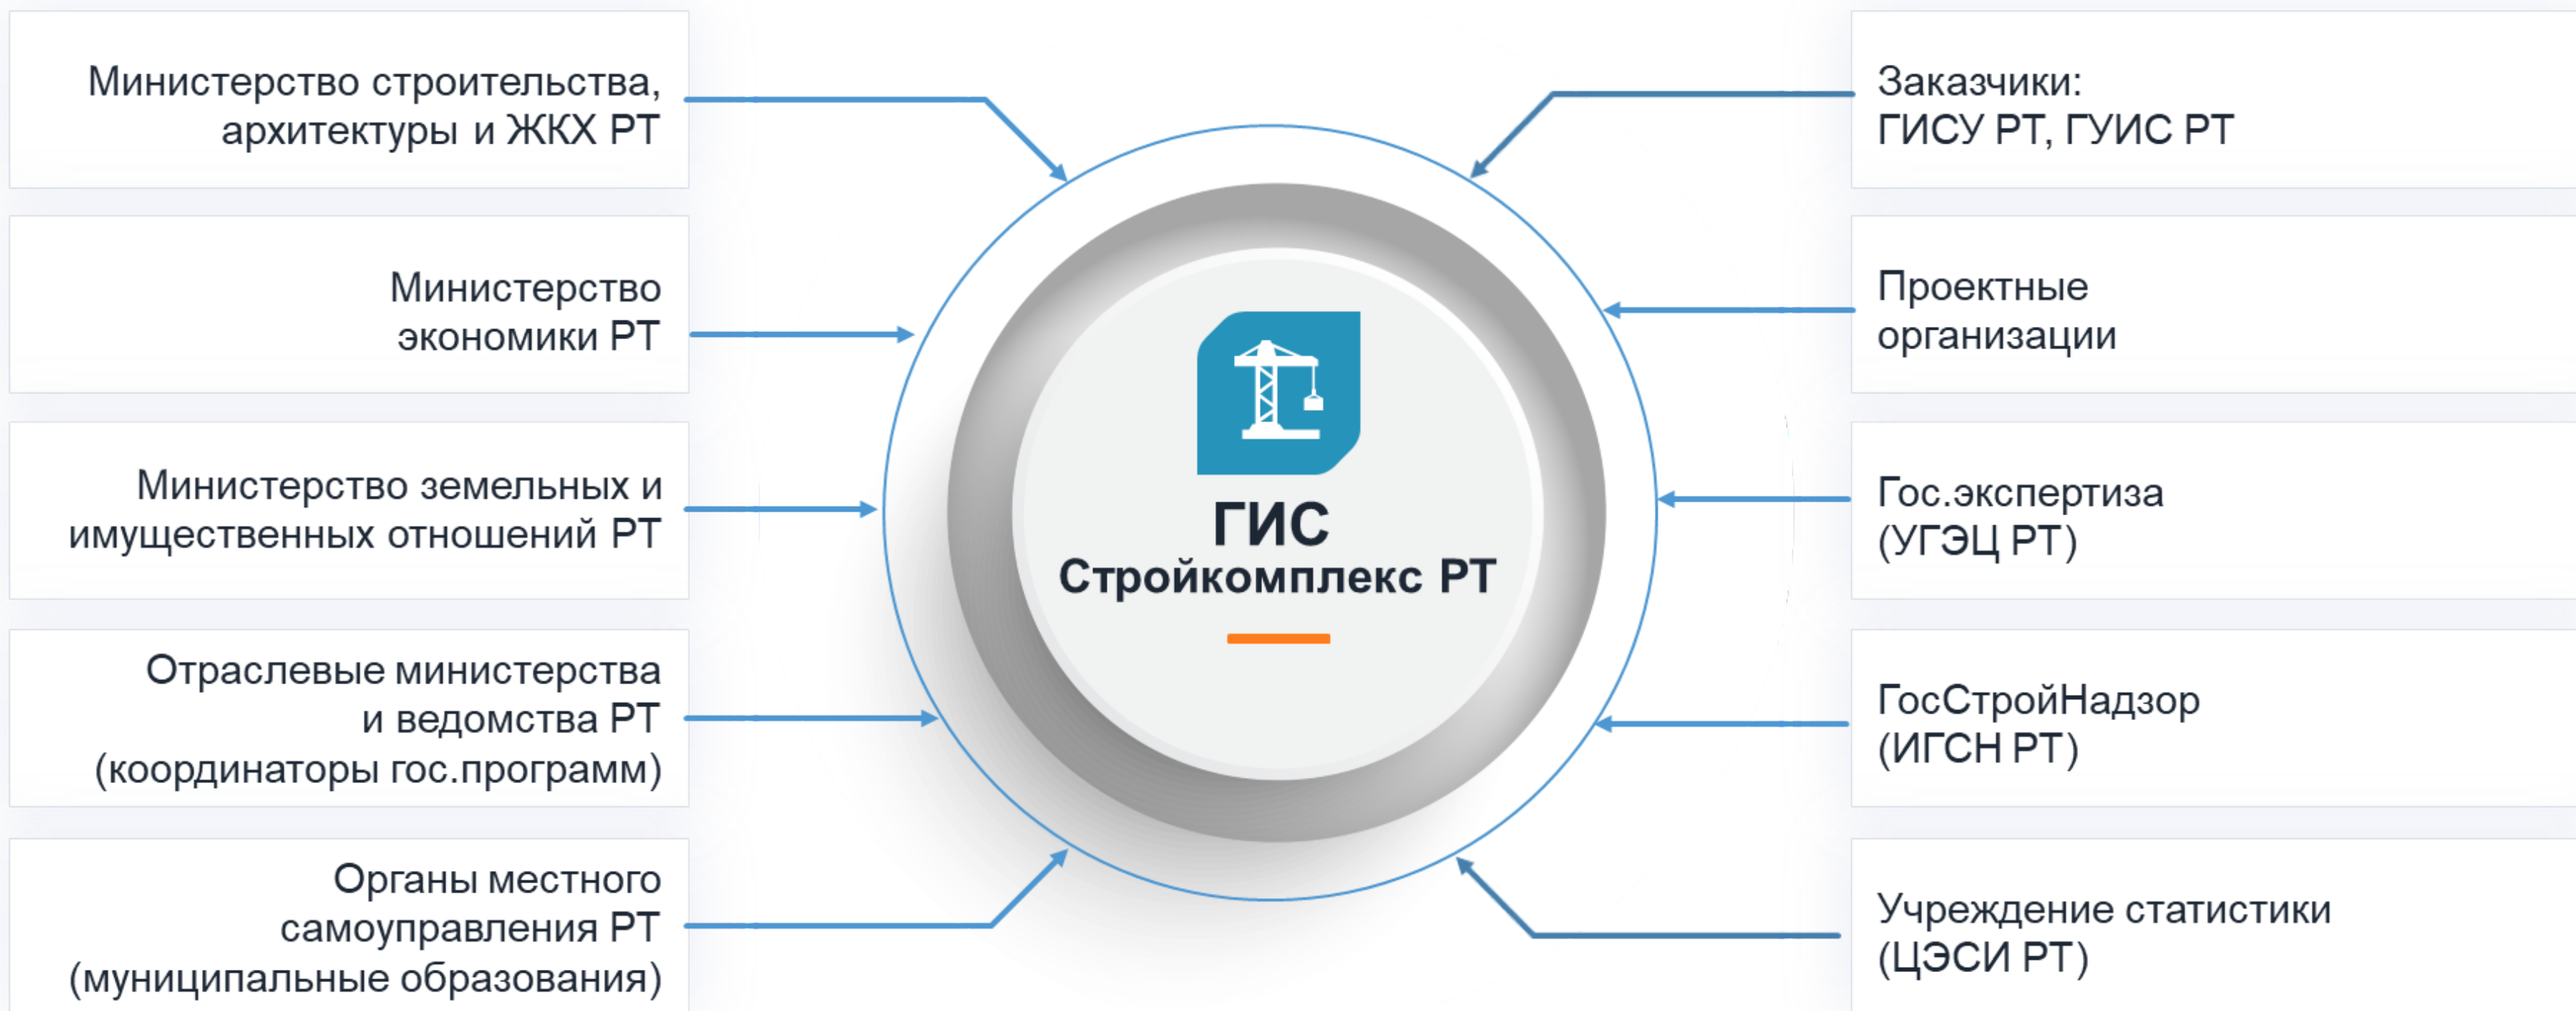 Министерство строительства,
архитектуры и ЖКХ РТ
Министерство
экономики РТ
Министерство земельных и
имущественных отношений РТ
Отраслевые министерства
и ведомства РТ
(координаторы гос.программ)
Органы местного
самоуправления РТ
(муниципальные образования)
ГИС
Стройкомплекс РТ
Заказчики:
ГИСУ РТ, ГУИС РТ
Проектные
организации
Гос.экспертиза
(УГЭЦ РТ)
ГосСтройНадзор
(ИГСН РТ)
Учреждение статистики
(ЦЭСИ РТ)